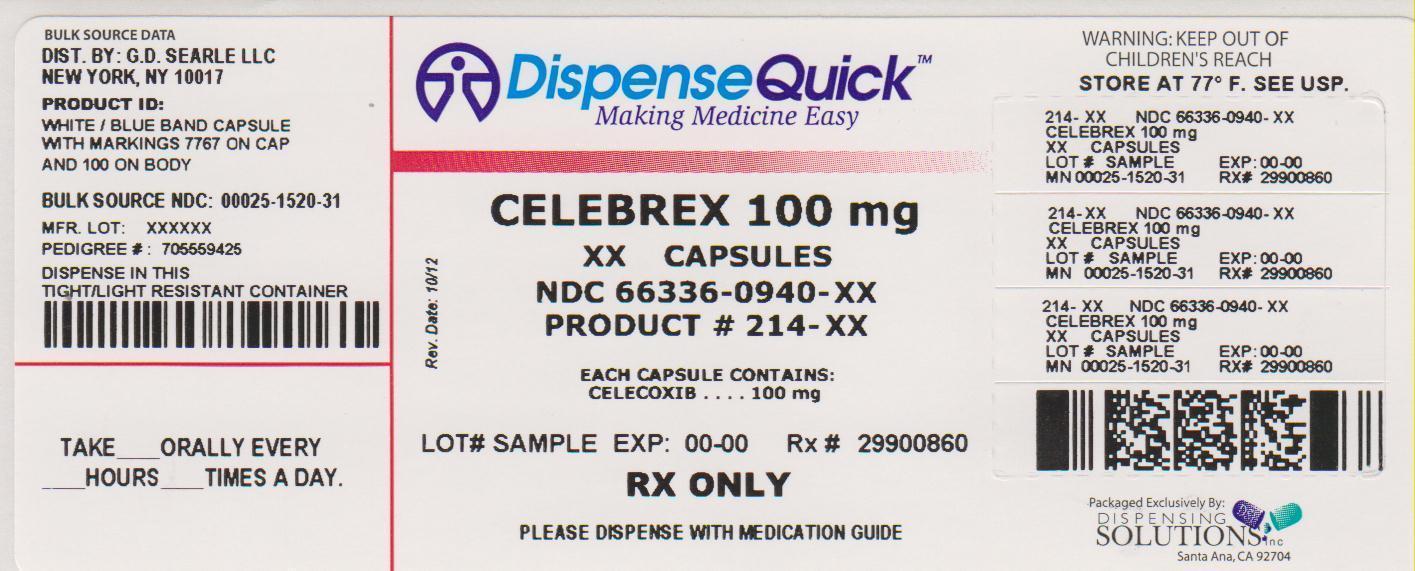 BULK SOURCE DATA
DIST. BY: G.D. SEARLE LLC
NEW YORK, NY 10017
PRODUCT ID:
WHITE / BLUE BAND CAPSULE
WITH MARKINGS 7767 ON CAP
AND 100 ON BODY
BULK SOURCE NDC: 00025-1520-31
MFR. LOT: XXXXXX
PEDIGREE # : 705559425
DISPENSE IN THIS
TIGHT/LIGHT RESISTANT CONTAINER
TAKE___ORALLY EVERY
___HOURS___TIMES A DAY.
DispenseQuick™
Making Medicine Easy
CELEBREX 100 mg
XX CAPSULES
NDC 66336-0940-XX
PRODUCT # 214-XX
Rev. Date: 10/12
EACH CAPSULE CONTAINS:
CELECOXIB . . . . 100 mg
LOT# SAMPLE EXP: 00-00 Rx # 29900860
RX ONLY
PLEASE DISPENSE WITH MEDICATION GUIDE
WARNING: KEEP OUT OF
CHILDREN'S REACH
STORE AT 77° F. SEE USP.
214- XX NDC 66336-0940- XX
CELEBREX 100 mg
XX CAPSULES
LOT # SAMPLE EXP: 00-00
MN 00025-1520-31 RX# 29900860
214- XX NDC 66336-0940- XX
CELEBREX 100 mg
XX CAPSULES
LOT # SAMPLE EXP: 00-00
MN 00025-1520-31 RX# 29900860
214- XX NDC 66336-0940- XX
CELEBREX 100 mg
XX CAPSULES
LOT # SAMPLE EXP: 00-00
MN 00025-1520-31 RX# 29900860
Packaged Exclusively By:
DISPENSING
SOLUTIONS Inc
Santa Ana, CA 92704